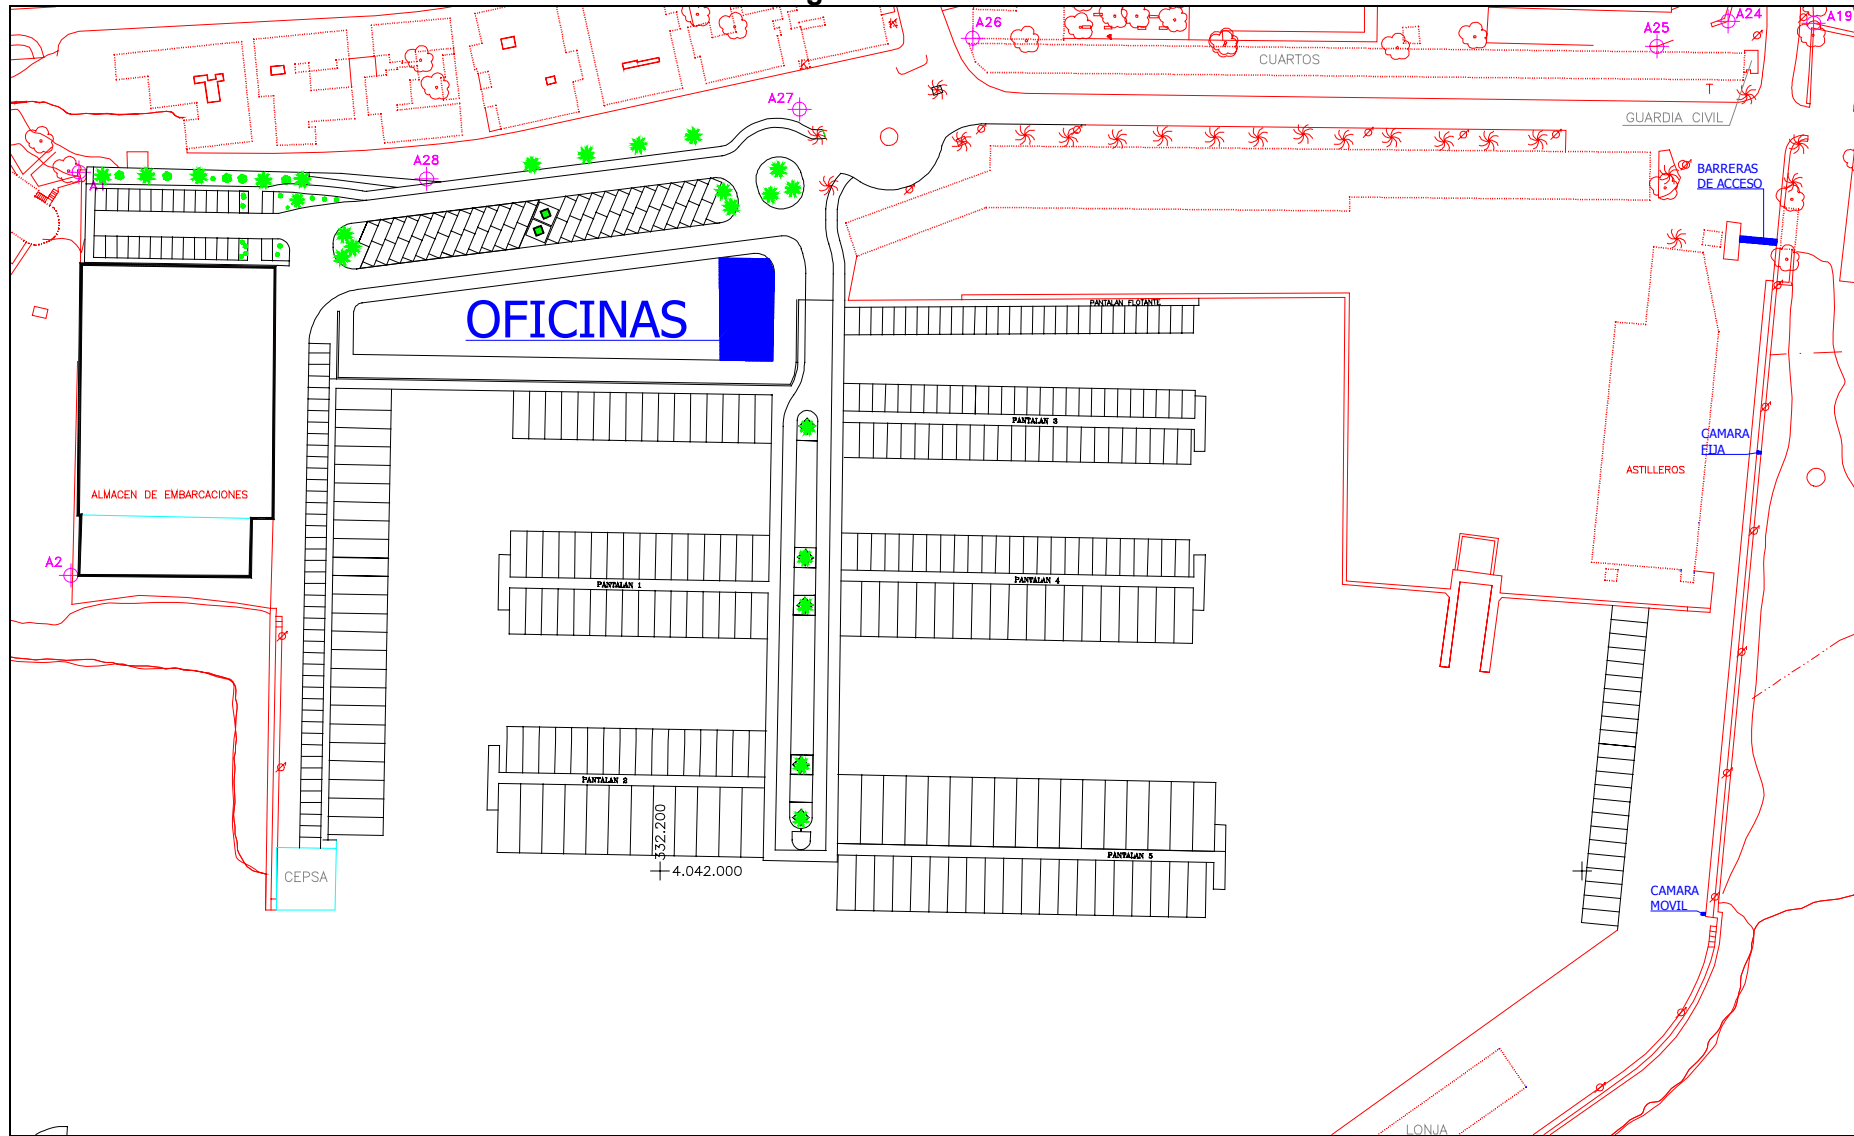 A26
A25
A24
A19
CUARTOS
A27
T
GUARDIA CIVIL
A28
BARRERAS
DE ACCESO
PANTALAN FLOTANTE
OFICINAS
PANTALAN 3
CAMARA
FIJA
ASTILLEROS
ALMACEN DE EMBARCACIONES
A2
PANTALAN 1
PANTALAN 4
PANTALAN 2
332.200
4.042.000
PANTALAN 5
CEPSA
CAMARA
MOVIL
LONJA